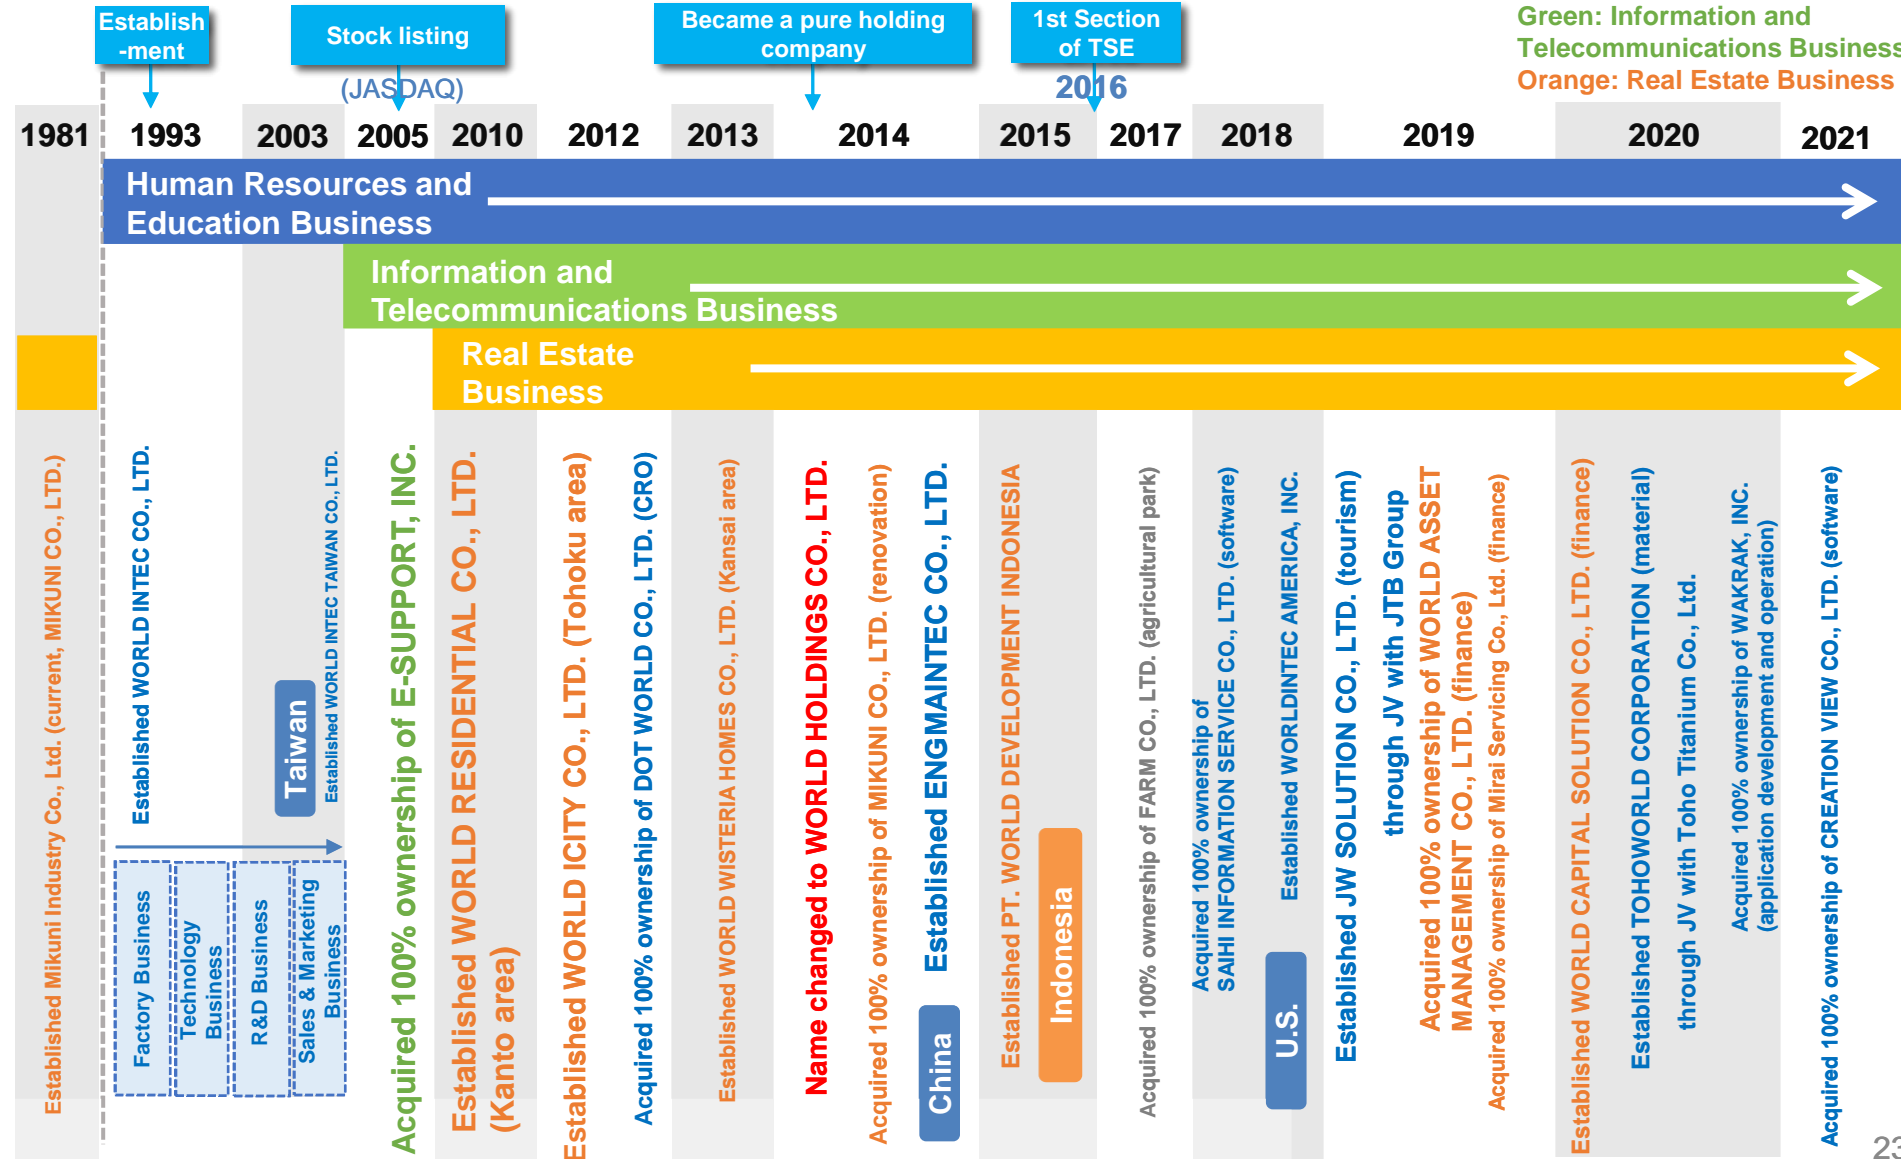 Establish
-ment
Stock listing
(JASDAQ)
Became a pure holding
company
1st Section
of TSE
2016
Green: Information and
Telecommunications Business
Orange: Real Estate Business
1981
1993
2003
2005
2010
2012
2013
2014
2015
2017
2018
2019
2020
2021
Human Resources and
Education Business
Information and
Telecommunications Business
Real Estate
Business
Established Mikuni Industry Co., Ltd. (current, MIKUNI CO., LTD.)
Established WORLD INTEC CO., LTD.
Factory Business
Technology
Business
R&D Business
Sales & Marketing
Business
Taiwan
Established WORLD INTEC TAIWAN CO., LTD.
Acquired 100% ownership of E-SUPPORT, INC.
Established WORLD RESIDENTIAL CO., LTD.
(Kanto area)
Established WORLD ICITY CO., LTD. (Tohoku area)
Acquired 100% ownership of DOT WORLD CO., LTD. (CRO)
Established WORLD WISTERIA HOMES CO., LTD. (Kansai area)
Name changed to WORLD HOLDINGS CO., LTD.
Acquired 100% ownership of MIKUNI CO., LTD. (renovation)
Established ENGMAINTEC CO., LTD.
China
Established PT. WORLD DEVELOPMENT INDONESIA
Indonesia
Acquired 100% ownership of FARM CO., LTD. (agricultural park)
Acquired 100% ownership of
SAIHI INFORMATION SERVICE CO., LTD. (software)
Established WORLDINTEC AMERICA, INC.
U.S.
Established JW SOLUTION CO., LTD. (tourism)
through JV with JTB Group
Acquired 100% ownership of WORLD ASSET
MANAGEMENT CO., LTD. (finance)
Acquired 100% ownership of Mirai Servicing Co., Ltd. (finance)
Established WORLD CAPITAL SOLUTION CO., LTD. (finance)
Established TOHOWORLD CORPORATION (material)
through JV with Toho Titanium Co., Ltd.
Acquired 100% ownership of WAKRAK, INC.
(application development and operation)
Acquired 100% ownership of CREATION VIEW CO., LTD. (software)
23